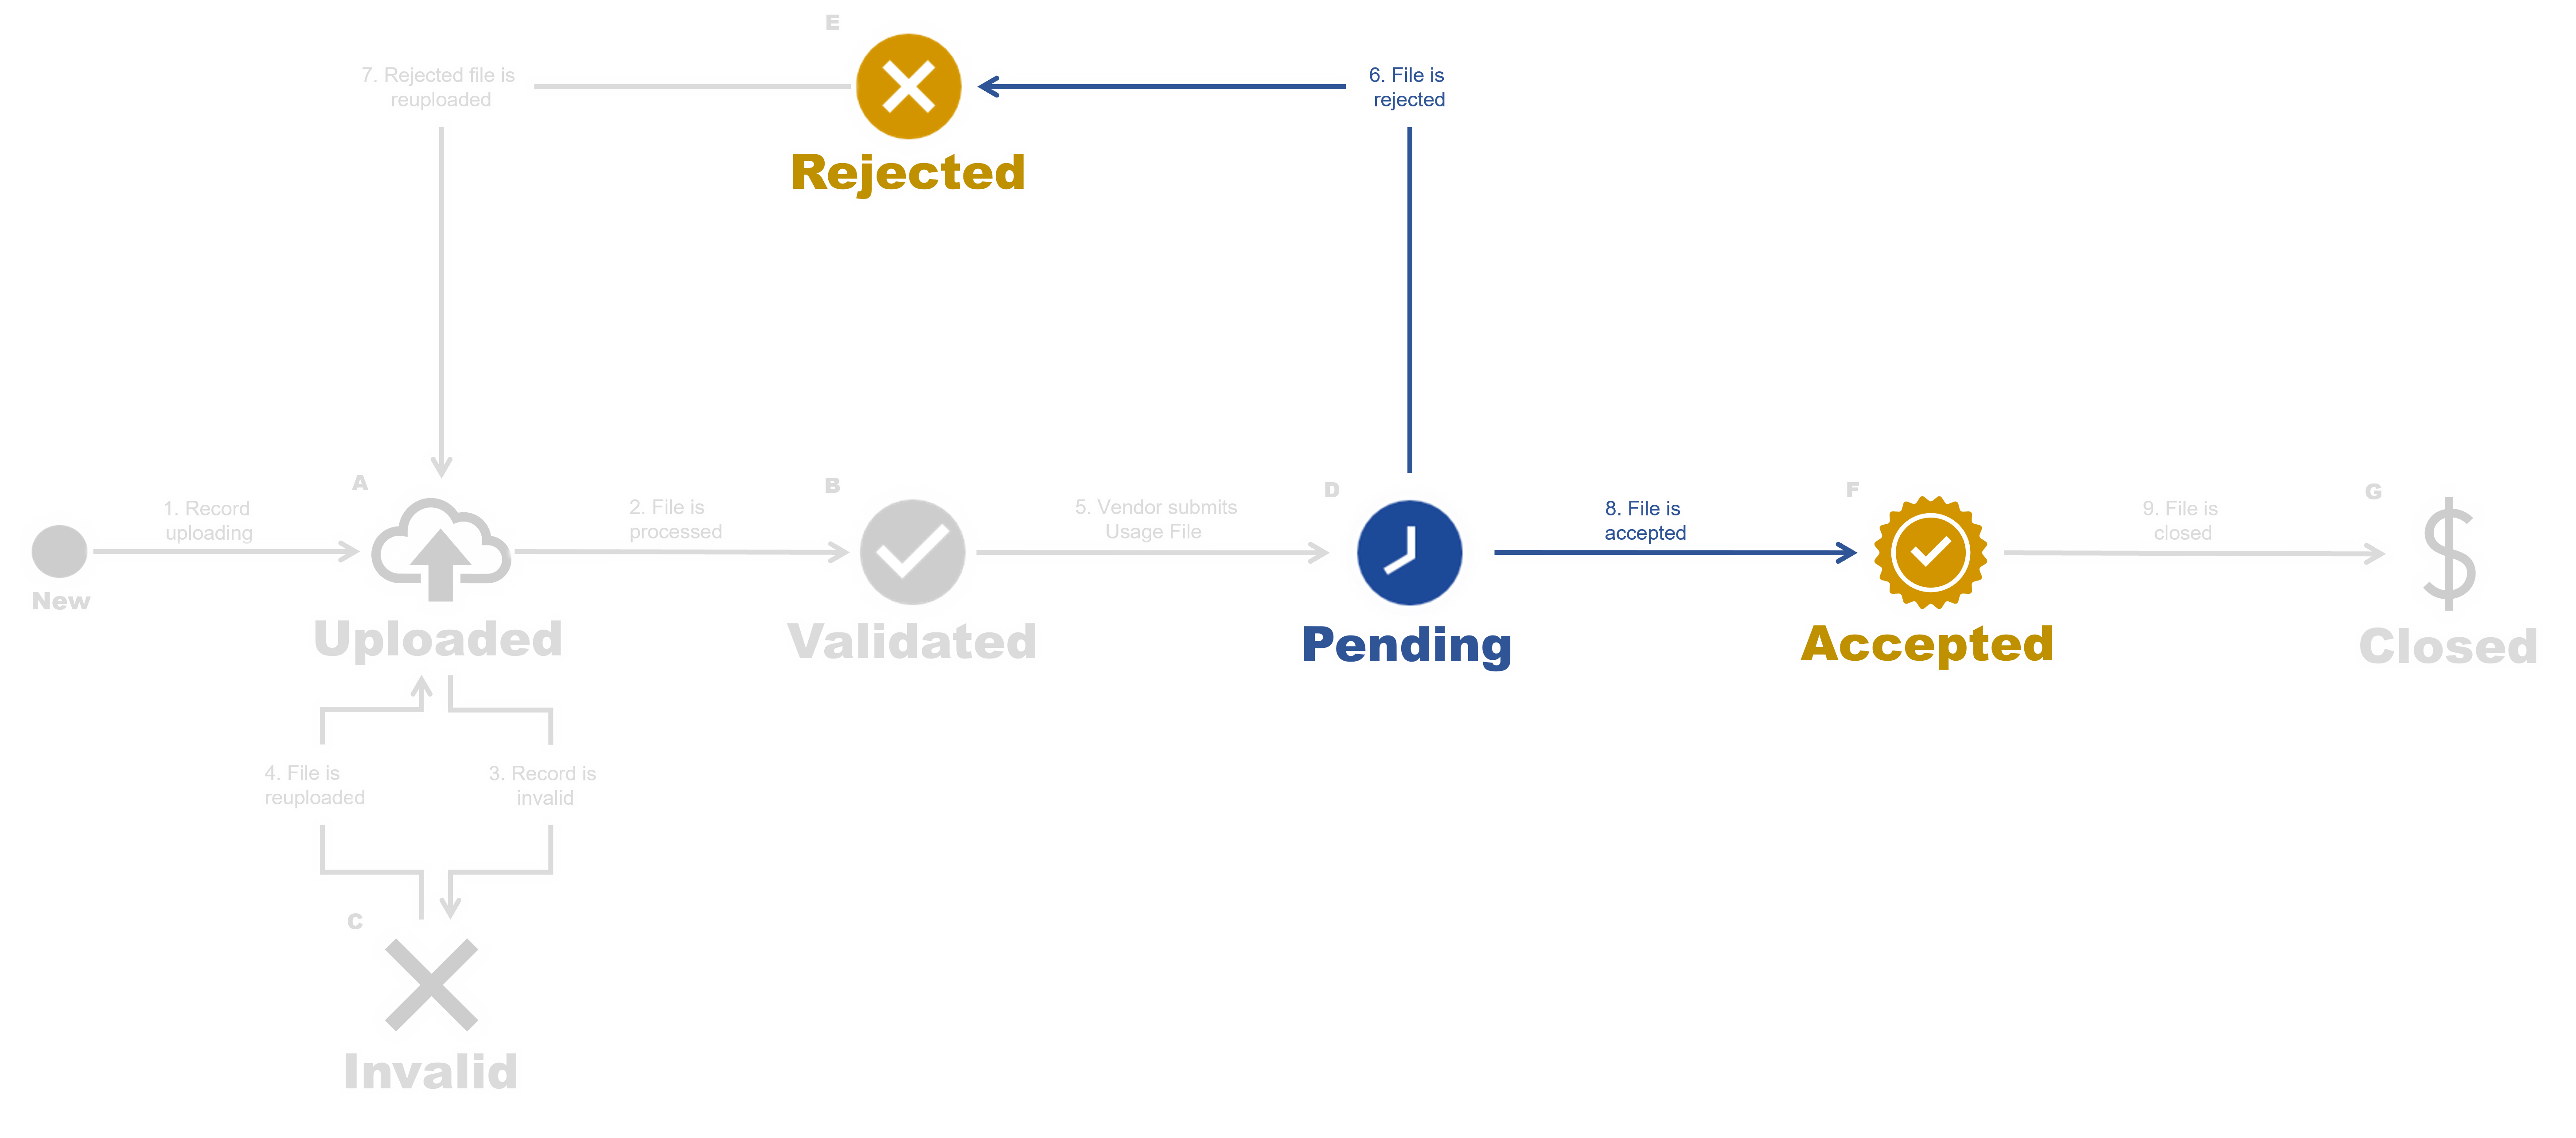 E
7. Rejected file is
reuploaded
6. File is
rejected
Rejected
A
1. Record
uploading
2. File is
processed
B
5. Vendor submits
Usage File
D
8. File is
accepted
F
9. File is
closed
G
New
Uploaded
Validated
Pending
Accepted
Closed
4. File is
reuploaded
3. Record is
invalid
C
Invalid